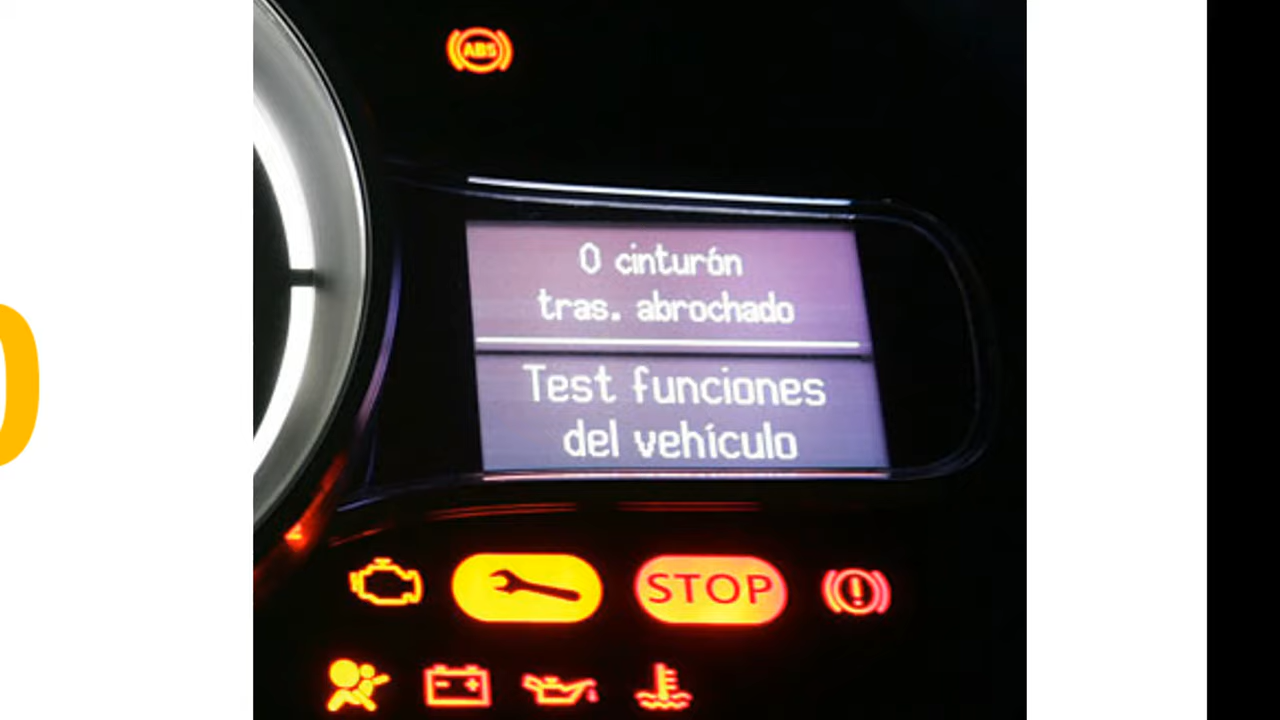 ABS
0 cinturón
tras. abrochado
Test funciones
del vehículo
STOP